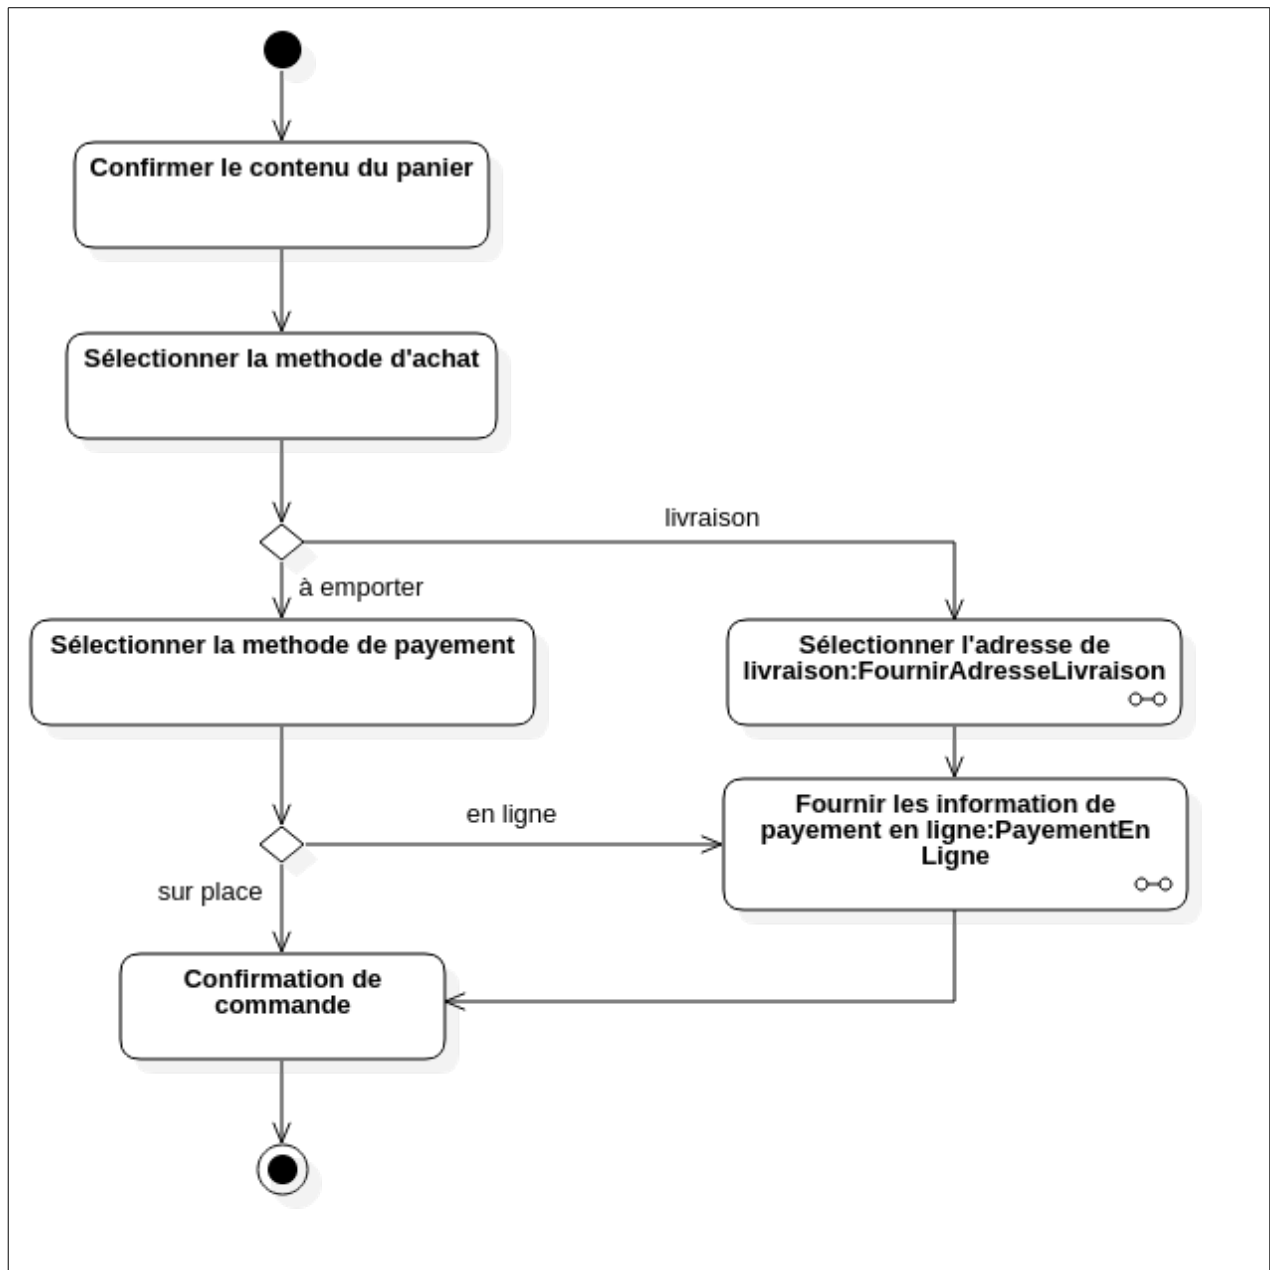 Confirmer le contenu du panier
Sélectionner la methode d'achat
livraison
à emporter
Sélectionner la methode de payement
Sélectionner l'adresse de
livraison:FournirAdresseLivraison
en ligne
Fournir les information de
payement en ligne:PayementEn
Ligne
sur place
Confirmation de
commande